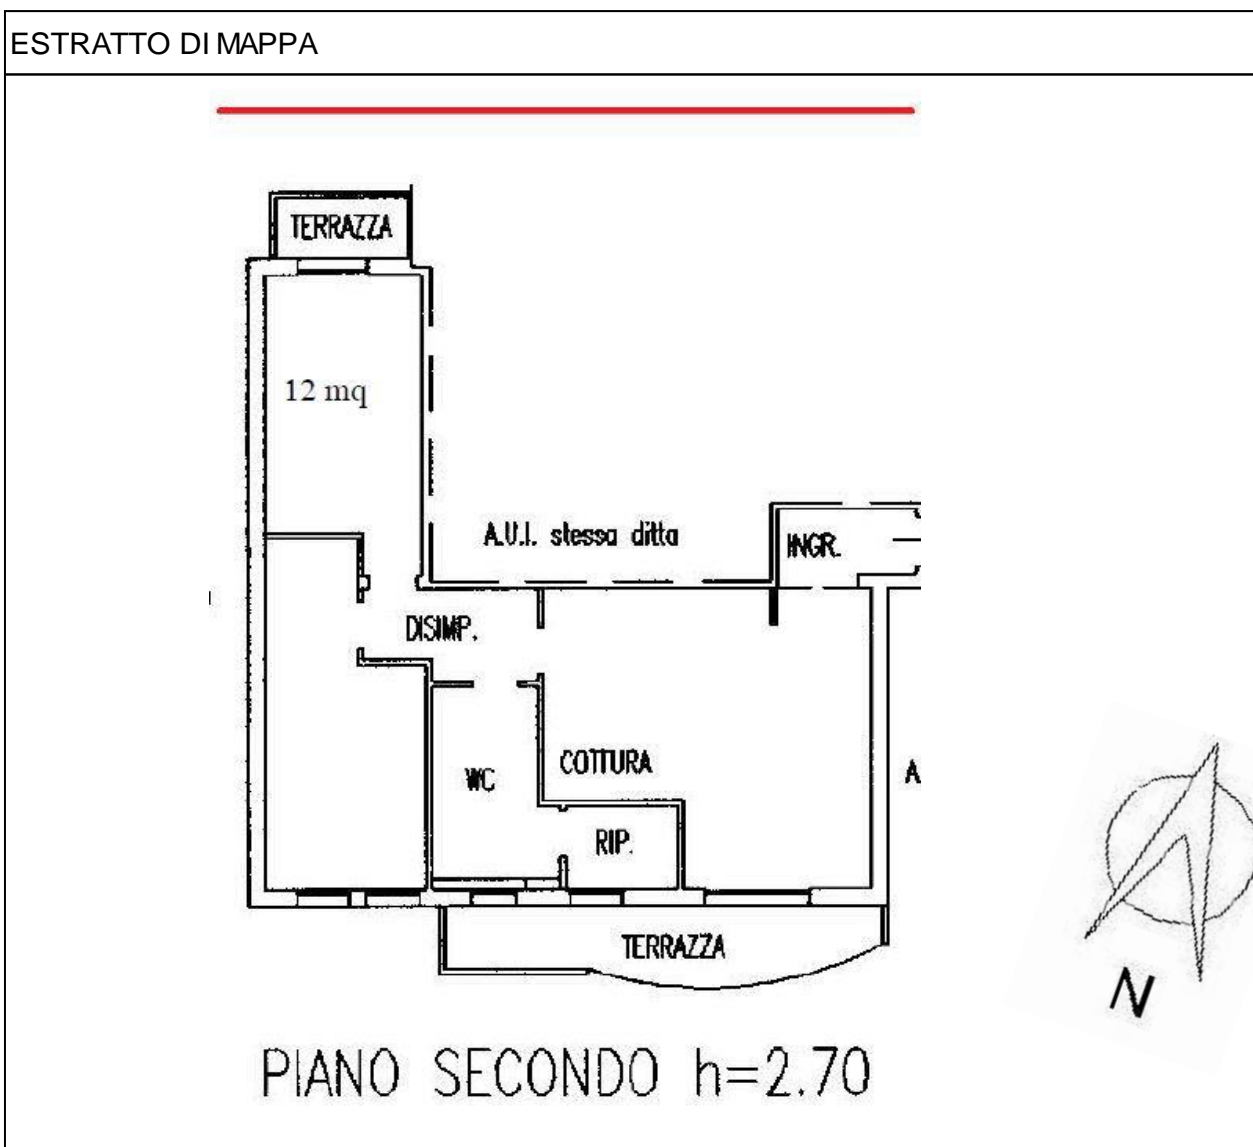 ESTRATTO DI MAPPA
TERRAZZA
12 mq
A.U.I. stessa ditta
INGR.
DISIMP.
COTTURA
WC
A
RIP.
TERRAZZA
N
PIANO SECONDO h=2.70